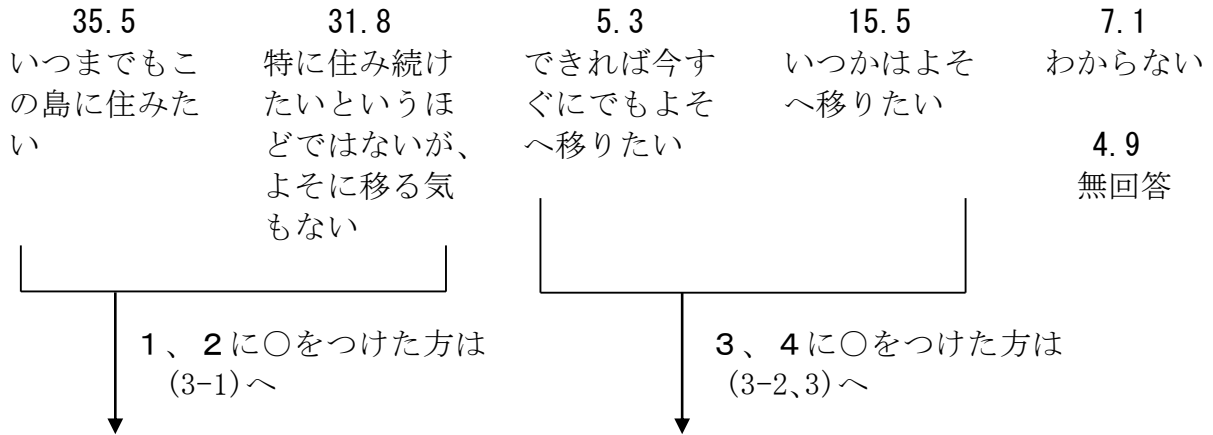 35.5
いつまでもこ
の島に住みた
い
31.8
特に住み続け
たいというほ
どではないが、
よそに移る気
もない
5.3
できれば今す
ぐにでもよそ
へ移りたい
15.5
いつかはよそ
へ移りたい
7.1
わからない
4.9
無回答
１、２に○をつけた方は
(3-1)へ
３、４に○をつけた方は
(3-2､3)へ